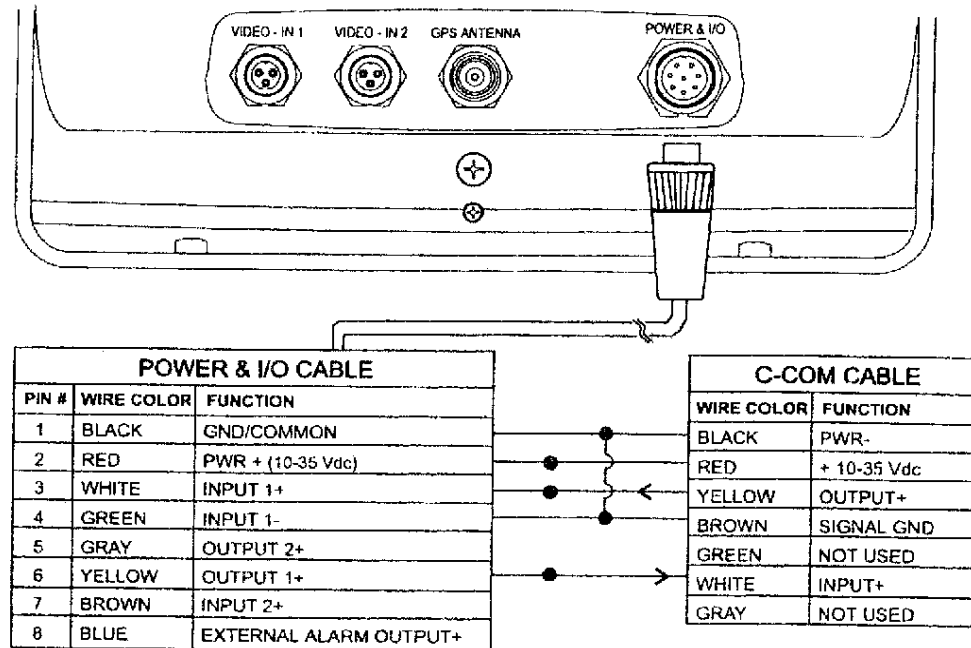 VIDEO - IN 1 VIDEO - IN 2 GPS ANTENNA POWER & I/O
POWER & I/O CABLE
PIN # WIRE COLOR FUNCTION
1 BLACK GND/COMMON
2 RED PWR + (10-35 Vdc)
3 WHITE INPUT 1+
4 GREEN INPUT 1-
5 GRAY OUTPUT 2+
6 YELLOW OUTPUT 1+
7 BROWN INPUT 2+
8 BLUE EXTERNAL ALARM OUTPUT+
C-COM CABLE
WIRE COLOR FUNCTION
BLACK PWR-
RED + 10-35 Vdc
YELLOW OUTPUT+
BROWN SIGNAL GND
GREEN NOT USED
WHITE INPUT+
GRAY NOT USED